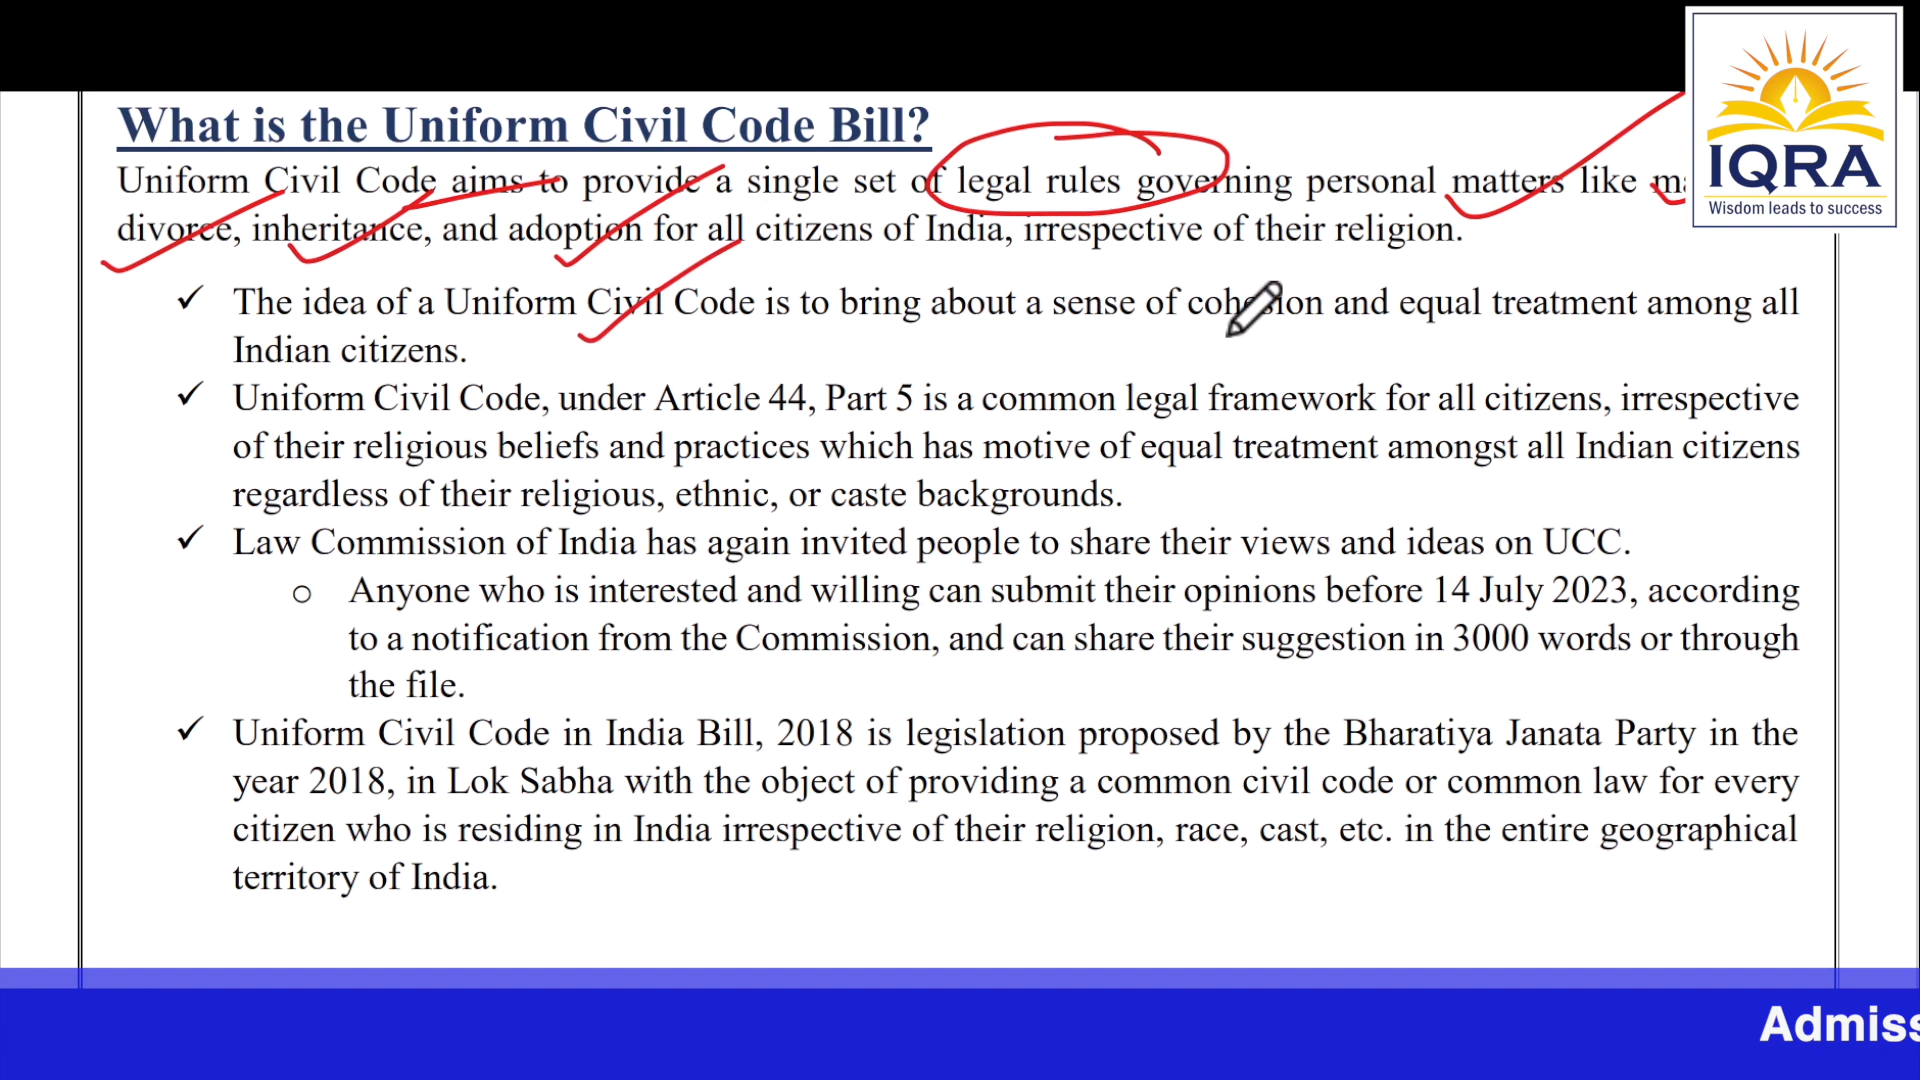 What is the Uniform Civil Code Bill?
Uniform Civil Code aims to provide a single set of legal rules governing personal matters like
divorce, inheritance, and adoption for all citizens of India, irrespective of their religion.
✓ The idea of a Uniform Civil Code is to bring about a sense of cohesion and equal treatment among all
Indian citizens.
✓ Uniform Civil Code, under Article 44, Part 5 is a common legal framework for all citizens, irrespective
of their religious beliefs and practices which has motive of equal treatment amongst all Indian citizens
regardless of their religious, ethnic, or caste backgrounds.
✓ Law Commission of India has again invited people to share their views and ideas on UCC.
o Anyone who is interested and willing can submit their opinions before 14 July 2023, according
to a notification from the Commission, and can share their suggestion in 3000 words or through
the file.
✓ Uniform Civil Code in India Bill, 2018 is legislation proposed by the Bharatiya Janata Party in the
year 2018, in Lok Sabha with the object of providing a common civil code or common law for every
citizen who is residing in India irrespective of their religion, race, cast, etc. in the entire geographical
territory of India.
IQRA
Wisdom leads to success
Admiss